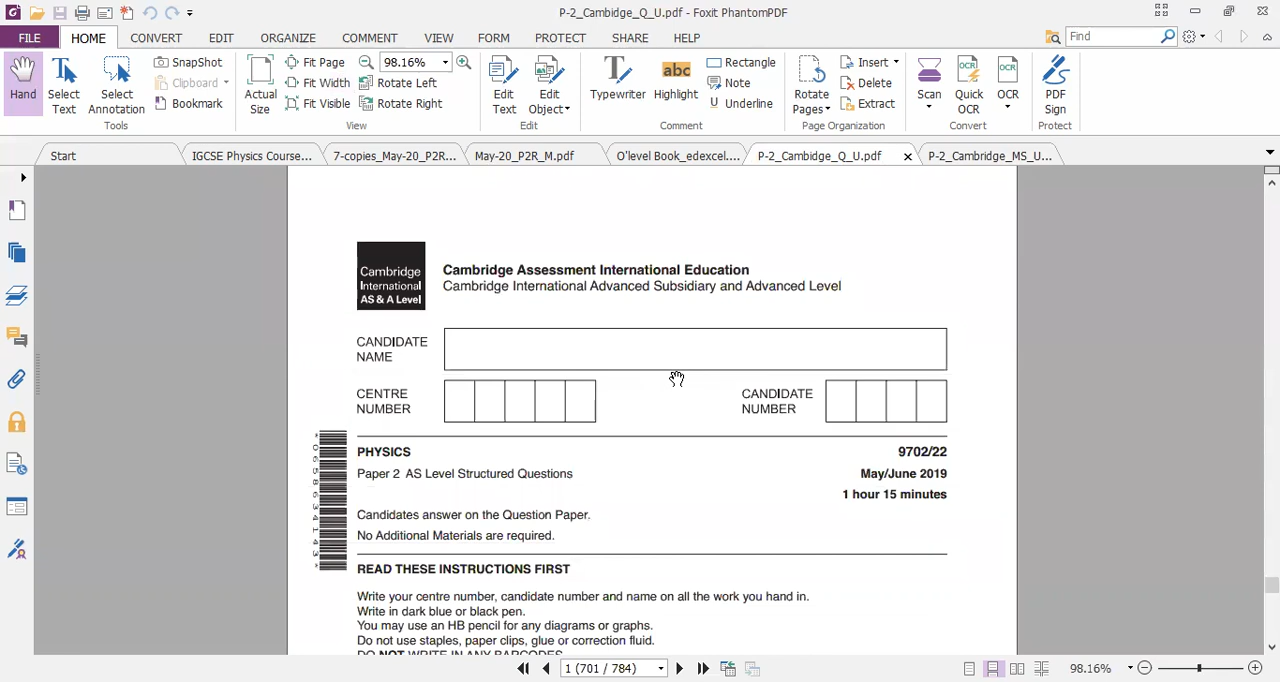 P-2_Cambidge_Q_U.pdf - Foxit PhantomPDF
FILE HOME CONVERT EDIT ORGANIZE COMMENT VIEW FORM PROTECT SHARE HELP
Find
Hand
Select Text
Select Annotation
SnapShot
Clipboard
Bookmark
Tools
Actual Size
Fit Page
Fit Width
Fit Visible
98.16%
Rotate Left
Rotate Right
View
Edit Text
Edit Object
Edit
Typewriter
abc
Highlight
Rectangle
Note
Underline
Comment
Rotate Pages
Insert
Delete
Extract
Page Organization
Scan
Quick OCR
OCR
Convert
PDF Sign
Protect
Start
IGCSE Physics Course...
7-copies_May-20_P2R...
May-20_P2R_M.pdf
O'level Book_edexcel....
P-2_Cambidge_Q_U.pdf
P-2_Cambridge_MS_U...
Cambridge
International
AS & A Level
Cambridge Assessment International Education
Cambridge International Advanced Subsidiary and Advanced Level
CANDIDATE
NAME
CENTRE
NUMBER
CANDIDATE
NUMBER
PHYSICS 9702/22
Paper 2 AS Level Structured Questions May/June 2019
1 hour 15 minutes
Candidates answer on the Question Paper.
No Additional Materials are required.
READ THESE INSTRUCTIONS FIRST
Write your centre number, candidate number and name on all the work you hand in.
Write in dark blue or black pen.
You may use an HB pencil for any diagrams or graphs.
Do not use staples, paper clips, glue or correction fluid.
DO NOT WRITE IN ANY BARCODES
1 (701 / 784)
98.16%